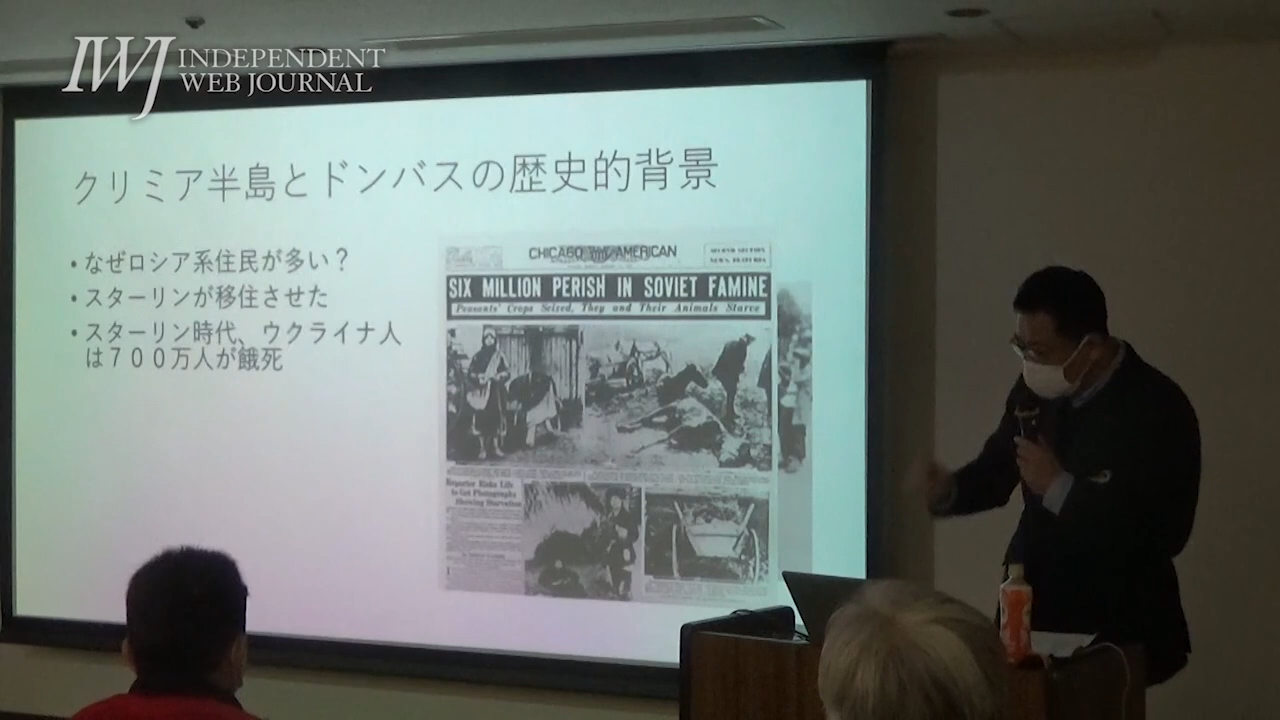 IWJ INDEPENDENT
WEB JOURNAL
クリミア半島とドンバスの歴史的背景
• なぜロシア系住民が多い？
• スターリンが移住させた
• スターリン時代、ウクライナ人
は７００万人が餓死
CHICAGO AMERICAN
SECOND SECTION
NEWS FEATURES
SIX MILLION PERISH IN SOVIET FAMINE
Peasants' Crops Seized, They and Their Animals Starve
Reporter Risks Life
to Get Photographs
Showing Starvation